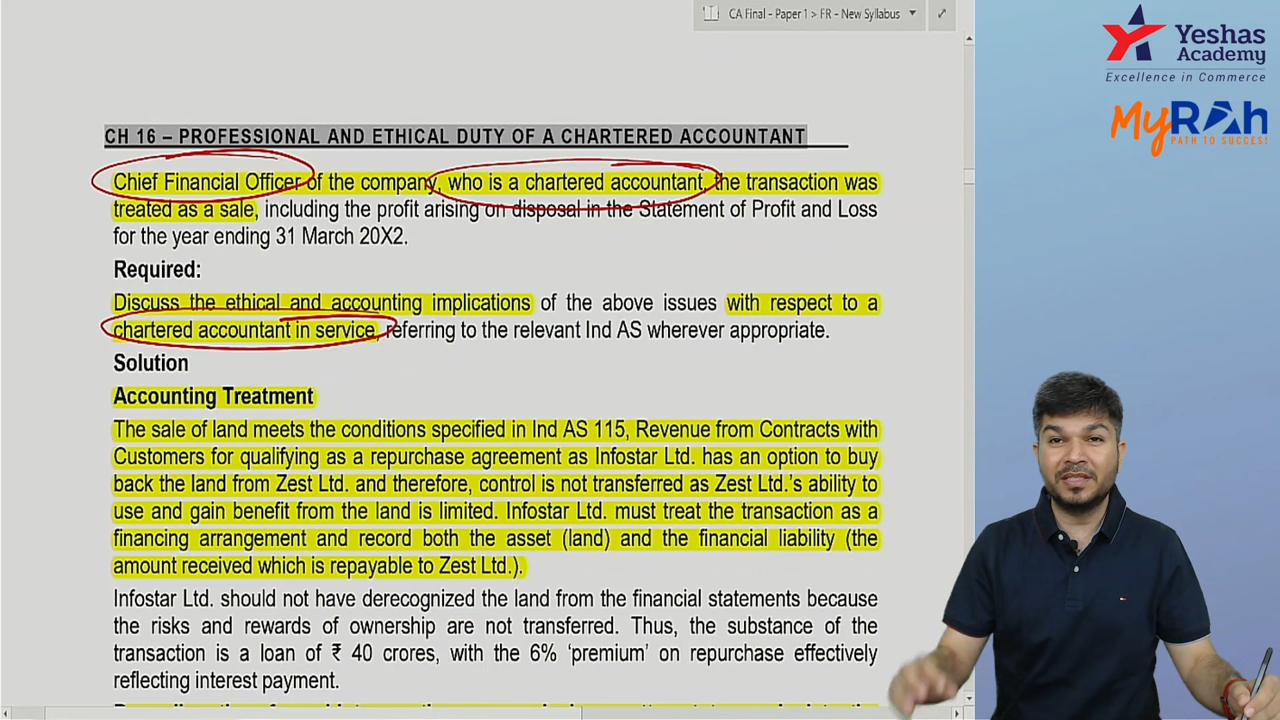 CA Final - Paper 1 > FR - New Syllabus
Yeshas
Academy
Excellence in Commerce
MyRAh
PATH TO SUCCESS
CH 16 – PROFESSIONAL AND ETHICAL DUTY OF A CHARTERED ACCOUNTANT
Chief Financial Officer of the company, who is a chartered accountant, the transaction was
treated as a sale, including the profit arising on disposal in the Statement of Profit and Loss
for the year ending 31 March 20X2.
Required:
Discuss the ethical and accounting implications of the above issues with respect to a
chartered accountant in service, referring to the relevant Ind AS wherever appropriate.
Solution
Accounting Treatment
The sale of land meets the conditions specified in Ind AS 115, Revenue from Contracts with
Customers for qualifying as a repurchase agreement as Infostar Ltd. has an option to buy
back the land from Zest Ltd. and therefore, control is not transferred as Zest Ltd.'s ability to
use and gain benefit from the land is limited. Infostar Ltd. must treat the transaction as a
financing arrangement and record both the asset (land) and the financial liability (the
amount received which is repayable to Zest Ltd.).
Infostar Ltd. should not have derecognized the land from the financial statements because
the risks and rewards of ownership are not transferred. Thus, the substance of the
transaction is a loan of ₹ 40 crores, with the 6% 'premium' on repurchase effectively
reflecting interest payment.